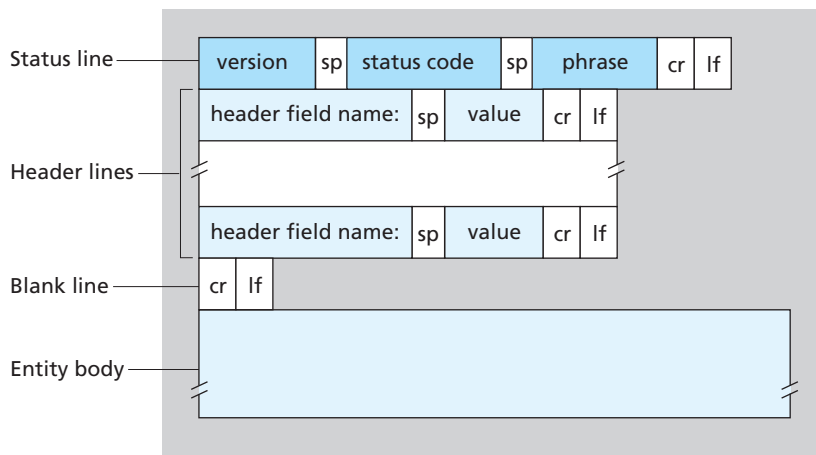 Status line version sp status code sp phrase cr lf
header field name: sp value cr lf
Header lines
header field name: sp value cr lf
Blank line cr lf
Entity body